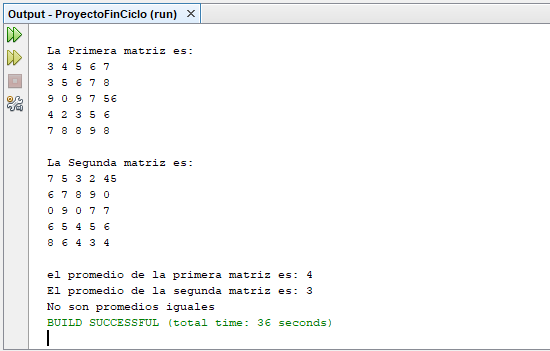 Output - ProyectoFinCiclo (run)
La Primera matriz es:
3 4 5 6 7
3 5 6 7 8
9 0 9 7 56
4 2 3 5 6
7 8 8 9 8
La Segunda matriz es:
7 5 3 2 45
6 7 8 9 0
0 9 0 7 7
6 5 4 5 6
8 6 4 3 4
el promedio de la primera matriz es: 4
El promedio de la segunda matriz es: 3
No son promedios iguales
BUILD SUCCESSFUL (total time: 36 seconds)